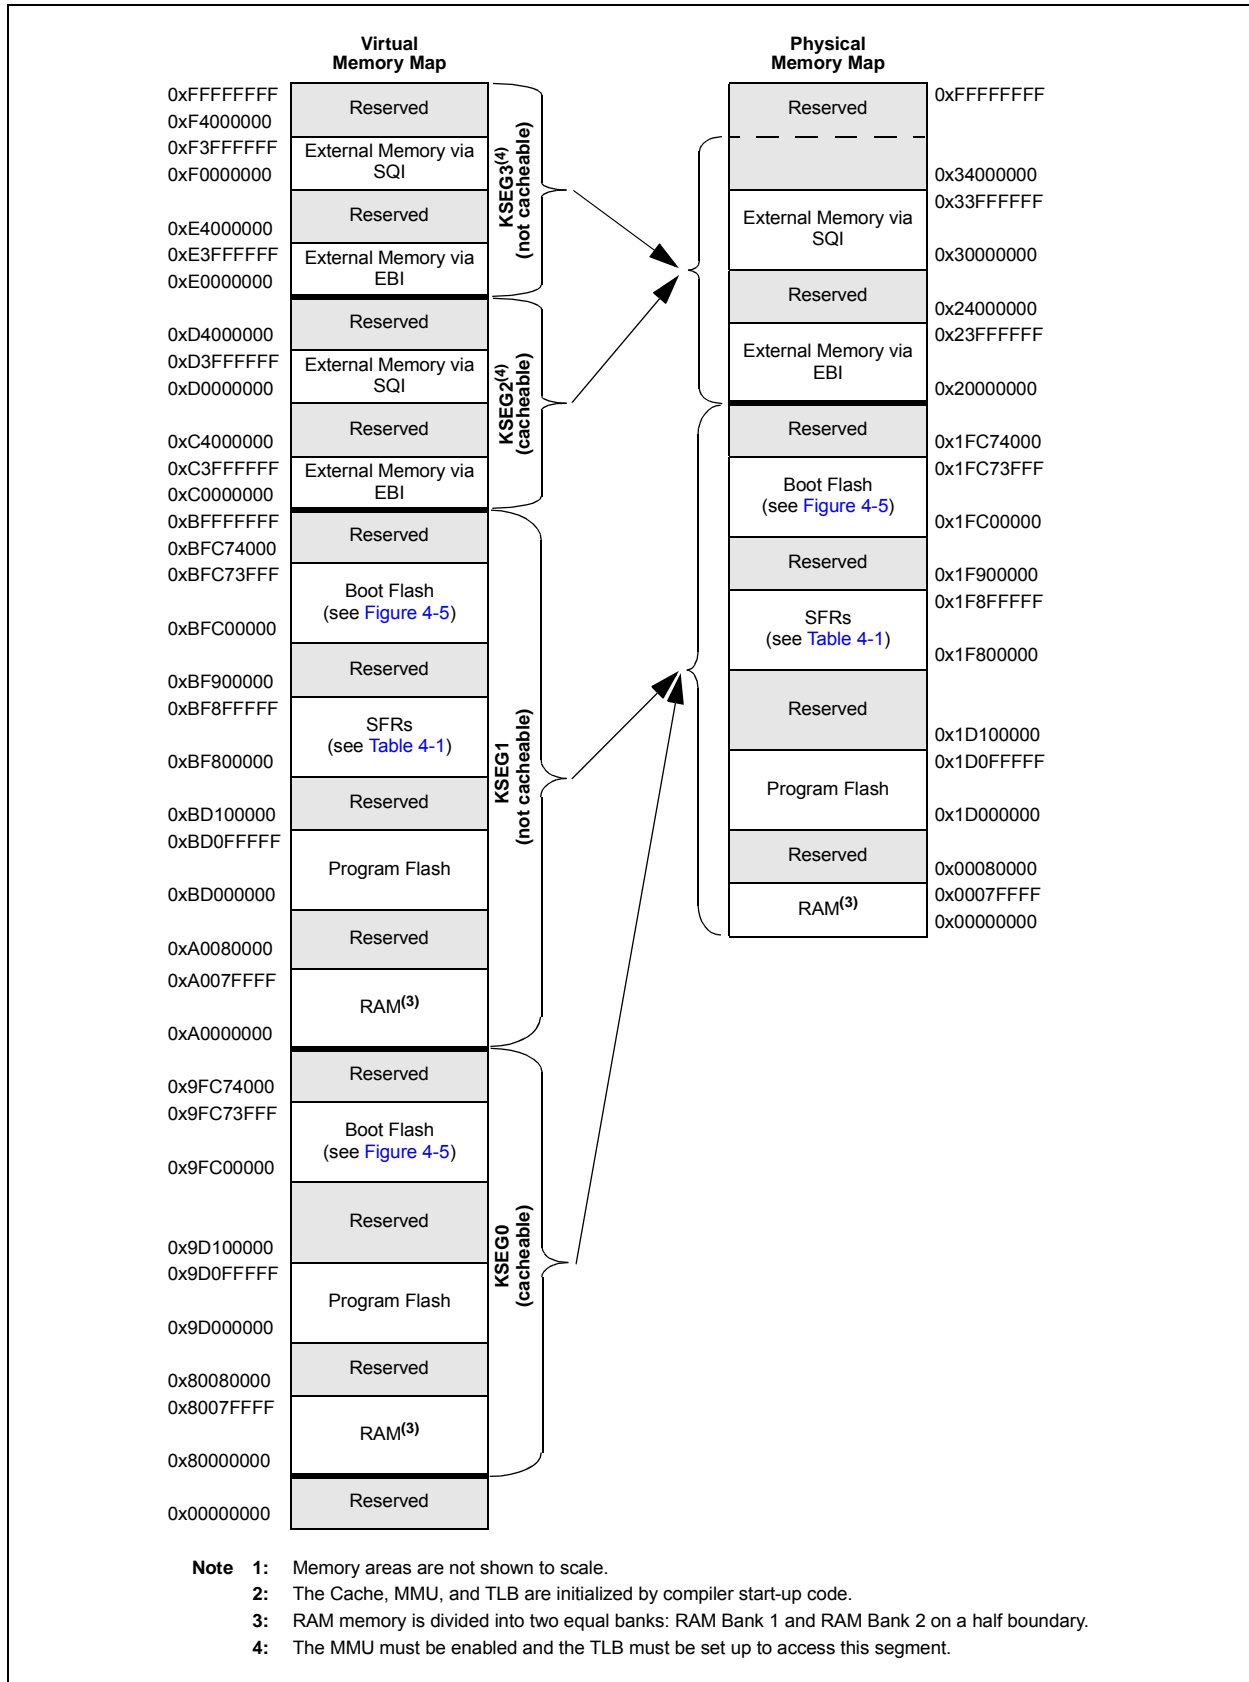 Virtual
Memory Map
0xFFFFFFFF
Reserved
0xF4000000
0xF3FFFFFF
External Memory via
SQI
0xF0000000
Reserved
0xE4000000
0xE3FFFFFF
External Memory via
EBI
0xE0000000
KSEG3(4)
(not cacheable)
Reserved
0xD4000000
0xD3FFFFFF
External Memory via
SQI
0xD0000000
Reserved
0xC4000000
0xC3FFFFFF
External Memory via
EBI
0xC0000000
KSEG2(4)
(cacheable)
0xBFFFFFFF
Reserved
0xBFC74000
0xBFC73FFF
Boot Flash
(see Figure 4-5)
0xBFC00000
Reserved
0xBF900000
0xBF8FFFFF
SFRs
(see Table 4-1)
0xBF800000
Reserved
0xBD100000
0xBD0FFFFF
Program Flash
0xBD000000
Reserved
0xA0080000
0xA007FFFF
RAM(3)
0xA0000000
KSEG1
(not cacheable)
Reserved
0x9FC74000
0x9FC73FFF
Boot Flash
(see Figure 4-5)
0x9FC00000
Reserved
0x9D100000
0x9D0FFFFF
Program Flash
0x9D000000
Reserved
0x80080000
0x8007FFFF
RAM(3)
0x80000000
KSEG0
(cacheable)
Reserved
0x00000000
Physical
Memory Map
0xFFFFFFFF
Reserved
0x34000000
0x33FFFFFF
External Memory via
SQI
0x30000000
Reserved
0x24000000
0x23FFFFFF
External Memory via
EBI
0x20000000
Reserved
0x1FC74000
0x1FC73FFF
Boot Flash
(see Figure 4-5)
0x1FC00000
Reserved
0x1F900000
0x1F8FFFFF
SFRs
(see Table 4-1)
0x1F800000
Reserved
0x1D100000
0x1D0FFFFF
Program Flash
0x1D000000
Reserved
0x00080000
0x0007FFFF
RAM(3)
0x00000000
Note 1: Memory areas are not shown to scale.
2: The Cache, MMU, and TLB are initialized by compiler start-up code.
3: RAM memory is divided into two equal banks: RAM Bank 1 and RAM Bank 2 on a half boundary.
4: The MMU must be enabled and the TLB must be set up to access this segment.